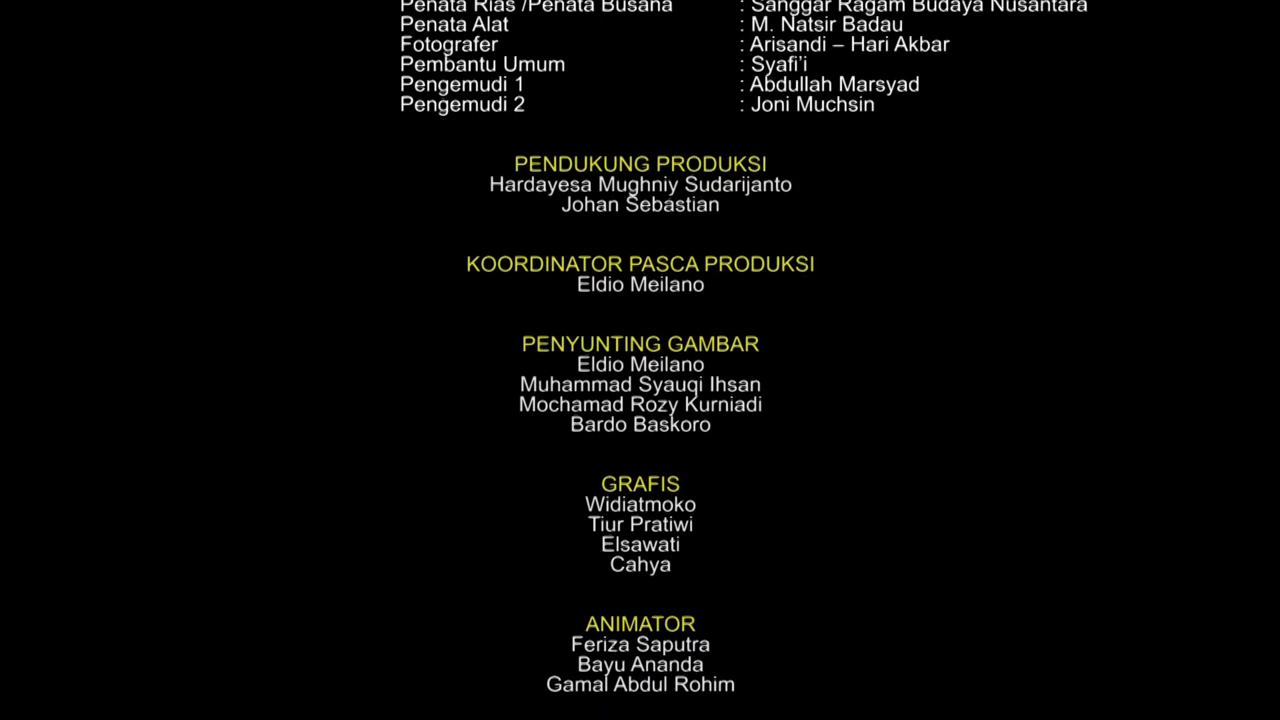 Penata Rias /Penata Busana : Sanggar Ragam Budaya Nusantara
Penata Alat : M. Natsir Badau
Fotografer : Arisandi – Hari Akbar
Pembantu Umum : Syafi’i
Pengemudi 1 : Abdullah Marsyad
Pengemudi 2 : Joni Muchsin
PENDUKUNG PRODUKSI
Hardayesa Mughniy Sudarijanto
Johan Sebastian
KOORDINATOR PASCA PRODUKSI
Eldio Meilano
PENYUNTING GAMBAR
Eldio Meilano
Muhammad Syauqi Ihsan
Mochamad Rozy Kurniadi
Bardo Baskoro
GRAFIS
Widiatmoko
Tiur Pratiwi
Elsawati
Cahya
ANIMATOR
Feriza Saputra
Bayu Ananda
Gamal Abdul Rohim